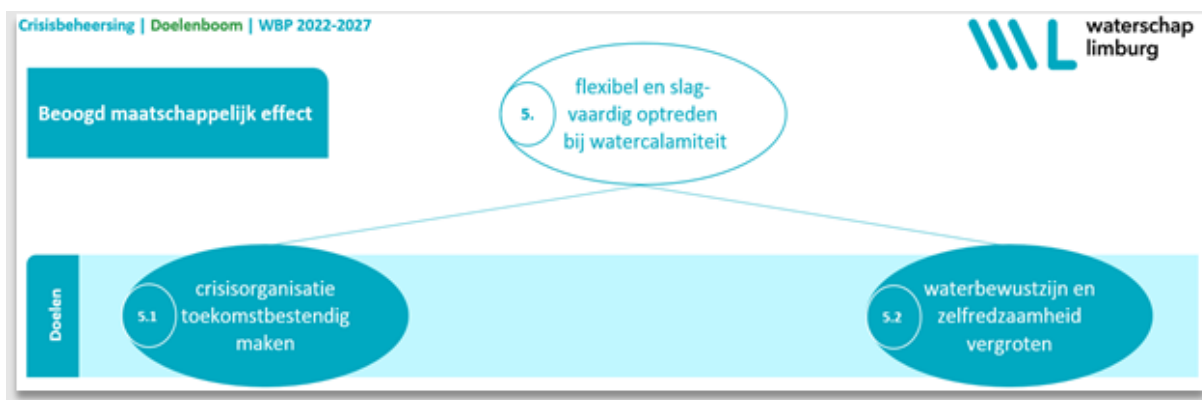 Crisisbeheersing | Doelenboom | WBP 2022-2027
waterschap
limburg
Beoogd maatschappelijk effect
5.
flexibel en slag-
vaardig optreden
bij watercalamiteit
Doelen
5.1
crisisorganisatie
toekomstbestendig
maken
5.2
waterbewustzijn en
zelfredzaamheid
vergroten